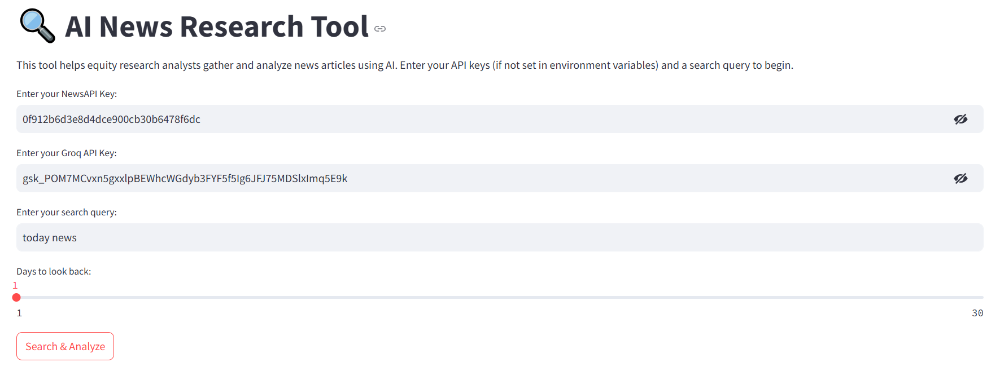 AI News Research Tool
This tool helps equity research analysts gather and analyze news articles using AI. Enter your API keys (if not set in environment variables) and a search query to begin.
Enter your NewsAPI Key:
0f912b6d3e8d4dce900cb30b6478f6dc
Enter your Groq API Key:
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
Enter your search query:
today news
Days to look back:
1
1 30
Search & Analyze